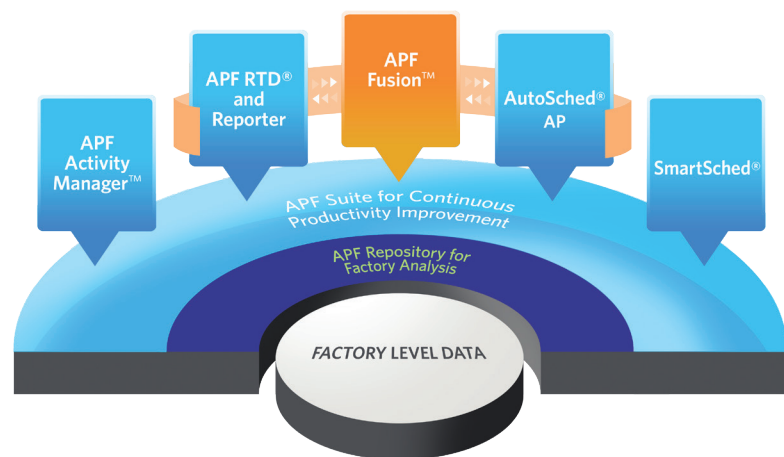 APF
Fusion™
APF RTD®
and
Reporter
AutoSched®
AP
APF
Activity
Manager™
SmartSched®
APF Suite for Continuous
Productivity Improvement
APF Repository for
Factory Analysis
FACTORY LEVEL DATA